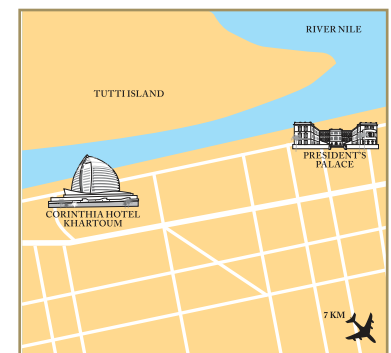 RIVER NILE
TUTTI ISLAND
PRESIDENT'S
PALACE
CORINTHIA HOTEL
KHARTOUM
7 KM